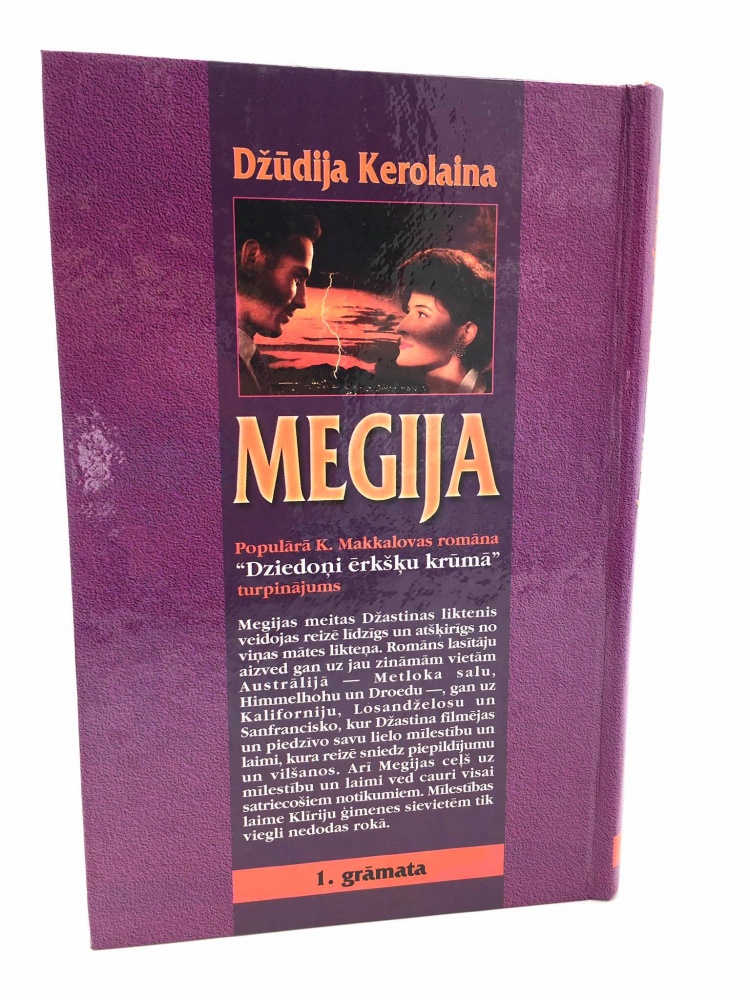 Džūdija Kerolaina
MEGIJA
Populārā K. Makkalovas romāna
“Dziedoņi ērkšķu krūmā”
turpinājums
Megijas meitas Džastinas liktenis
veidojas reizē līdzīgs un atšķirīgs no
viņas mātes likteņa. Romāns lasītāju
aizved gan uz jau zināmām vietām
Austrālijā — Metloka salu,
Himmelhohu un Droedu —, gan uz
Kaliforniju, Losandželosu un
Sanfrancisko, kur Džastina filmējas
un piedzīvo savu lielo mīlestību un
laimi, kura reizē sniedz piepildījumu
un vilšanos. Arī Megijas ceļš uz
mīlestību un laimi ved cauri visai
satriecošiem notikumiem. Mīlestības
laime Klīriju ģimenes sievietēm tik
viegli nedodas rokā.
1. grāmata